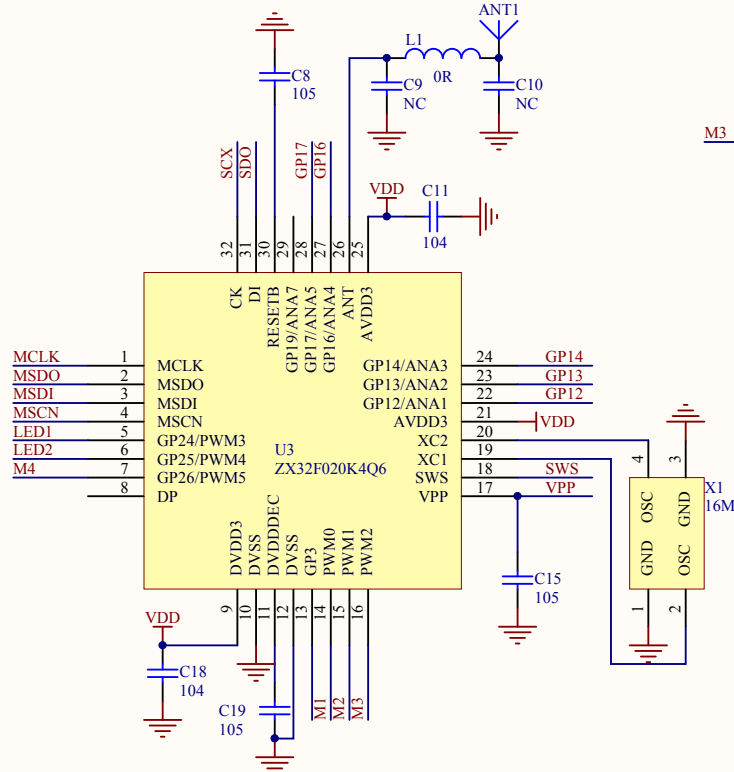 ANT1
L1
0R
C8
105
C9
NC
C10
NC
M3
SCX
SDO
GP17
GP16
VDD
C11
104
32
31
30
29
28
27
26
25
CK
DI
RESETB
GP19/ANA7
GP17/ANA5
GP16/ANA4
ANT
AVDD3
MCLK 1 MCLK
MSDO 2 MSDO
MSDI 3 MSDI
MSCN 4 MSCN
LED1 5 GP24/PWM3
LED2 6 GP25/PWM4
M4 7 GP26/PWM5
8 DP
GP14/ANA3 24 GP14
GP13/ANA2 23 GP13
GP12/ANA1 22 GP12
AVDD3 21 VDD
XC2 20
XC1 19
SWS 18 SWS
VPP 17 VPP
U3
ZX32F020K4Q6
4
3
X1
16M
OSC
GND
GND
OSC
1
2
DVDD3
DVSS
DVDDDEC
DVSS
GP3
PWM0
PWM1
PWM2
9
10
11
12
13
14
15
16
C15
105
VDD
C18
104
C19
105
M1
M2
M3